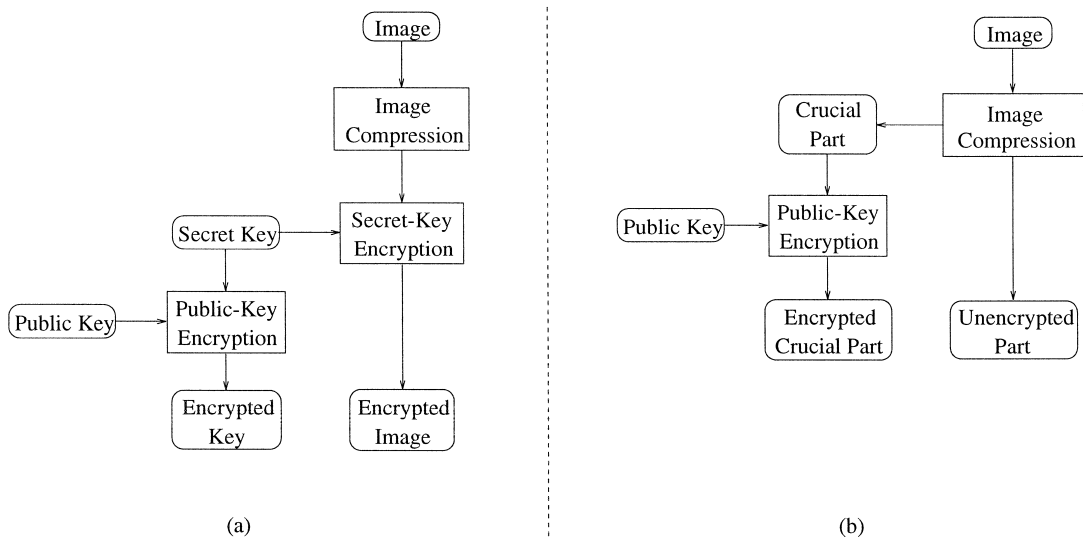 Image
Image
Compression
Secret Key
Secret-Key
Encryption
Public Key
Public-Key
Encryption
Encrypted
Key
Encrypted
Image
(a)
Image
Crucial
Part
Image
Compression
Public Key
Public-Key
Encryption
Encrypted
Crucial Part
Unencrypted
Part
(b)